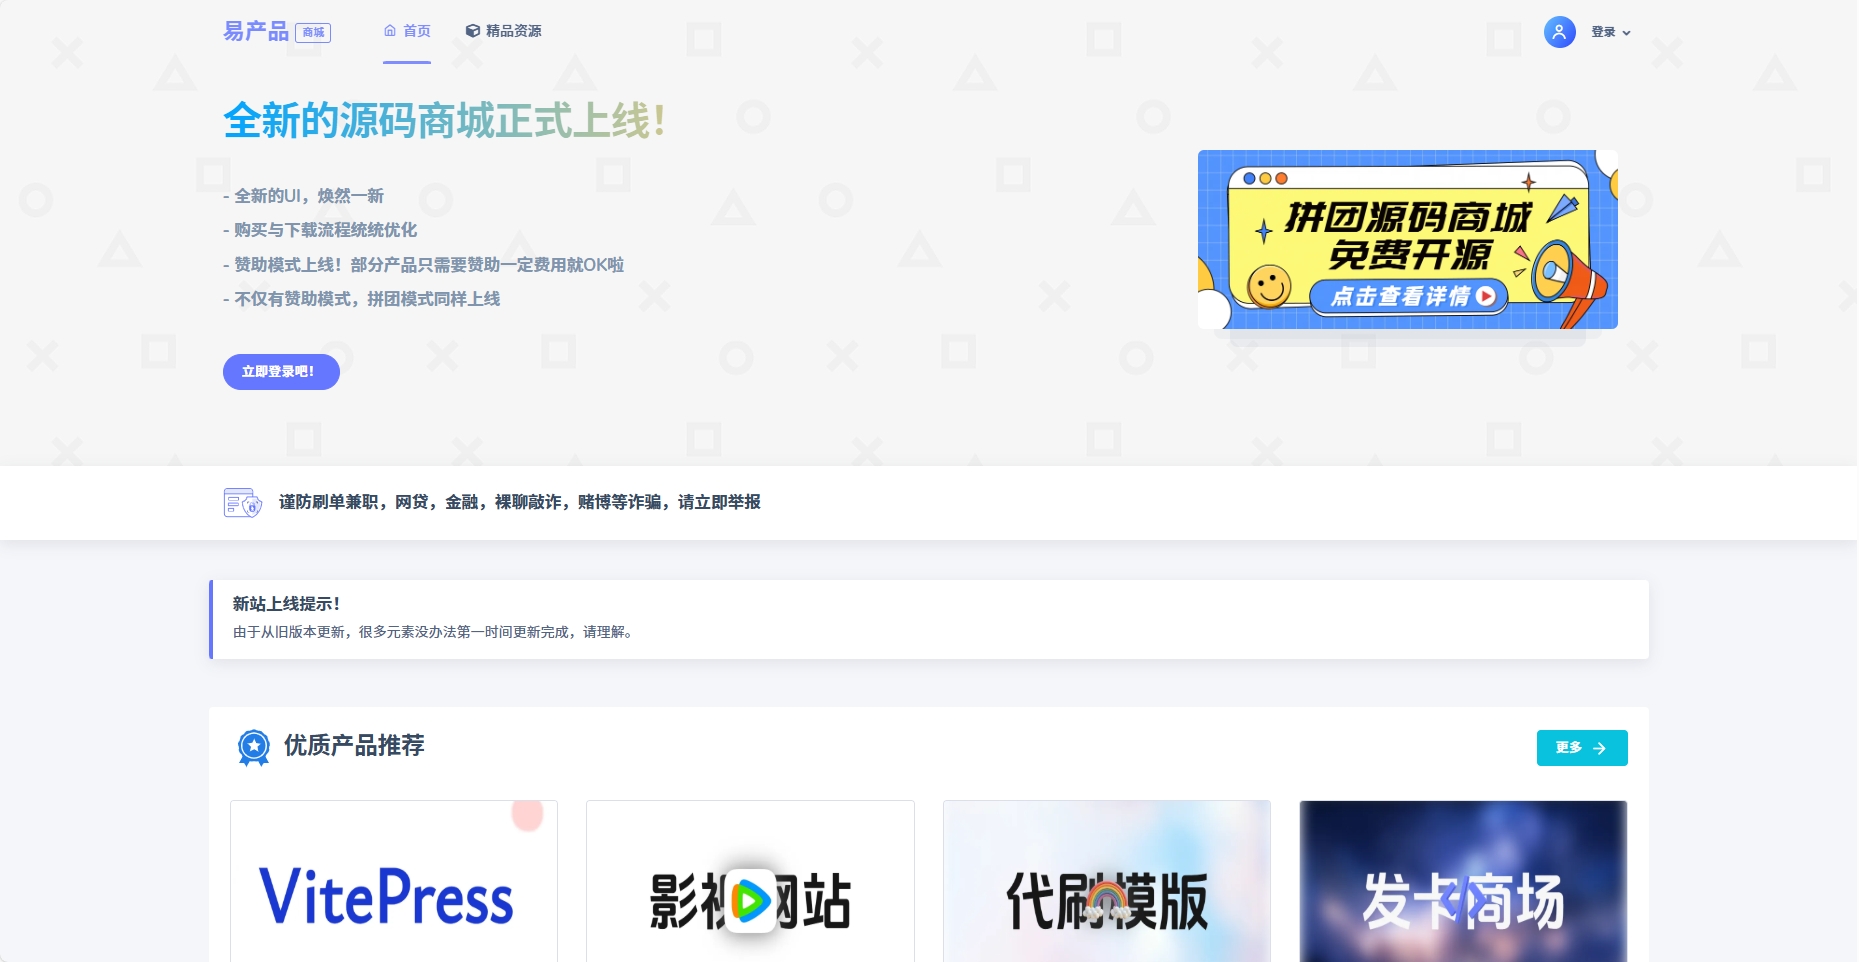 易产品 商城 首页 精品资源 登录
全新的源码商城正式上线！
- 全新的UI，焕然一新
- 购买与下载流程统统优化
- 赞助模式上线！部分产品只需要赞助一定费用就OK啦
- 不仅有赞助模式，拼团模式同样上线
立即登录吧！
拼团源码商城
免费开源
点击查看详情
谨防刷单兼职，网贷，金融，裸聊敲诈，赌博等诈骗，请立即举报
新站上线提示！
由于从旧版本更新，很多元素没办法第一时间更新完成，请理解。
优质产品推荐
更多
VitePress
影视网站
代刷模版
发卡商场